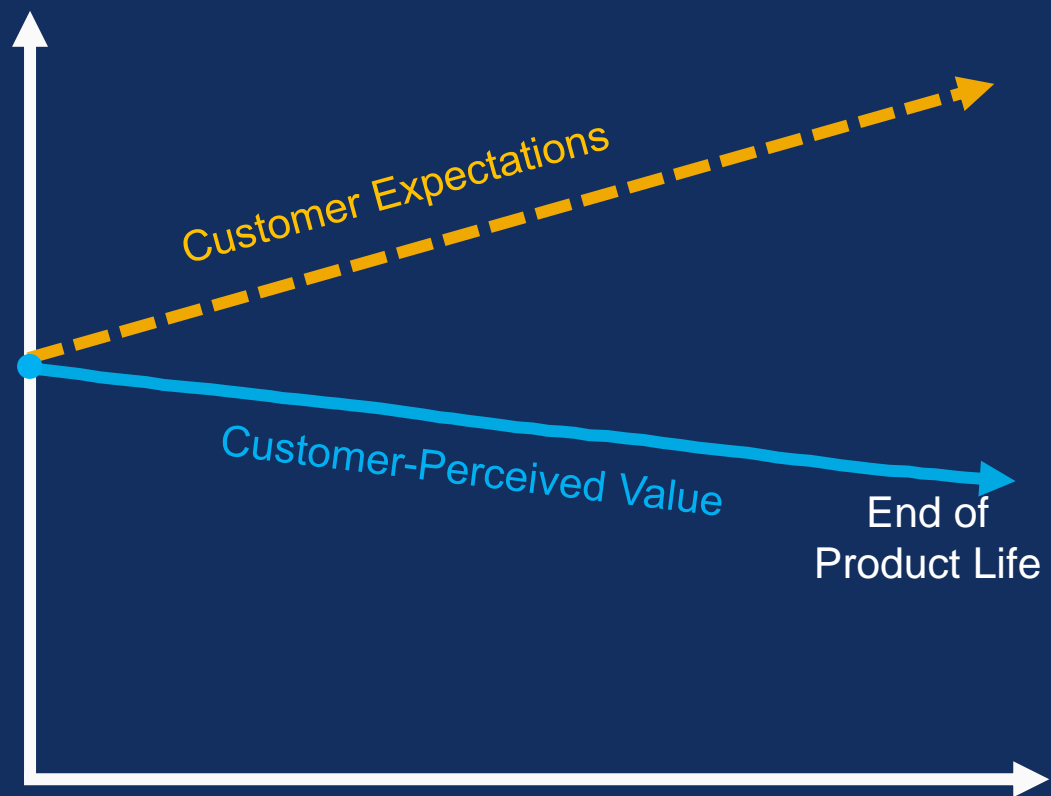 Customer Expectations
Customer-Perceived Value
End of
Product Life